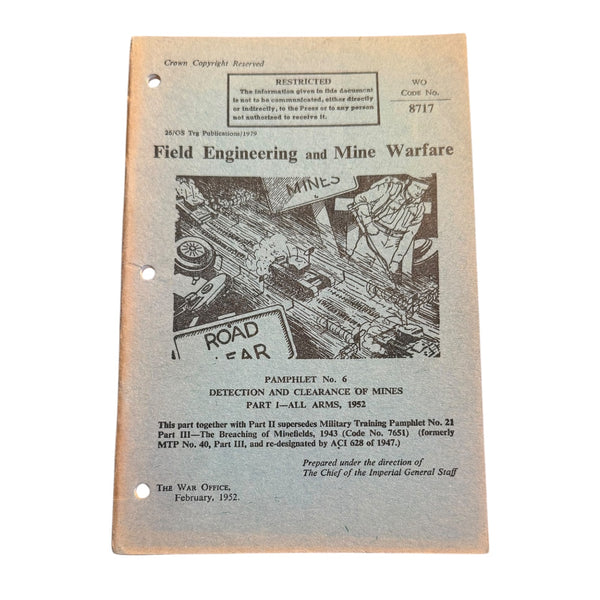 Crown Copyright Reserved
RESTRICTED
The information given in this document
is not to be communicated, either directly
or indirectly, to the Press or to any person
not authorized to receive it.
WO
CODE No.
8717
26/GS Trg Publications/1979
Field Engineering and Mine Warfare
MINES
ROAD
EAR
PAMPHLET No. 6
DETECTION AND CLEARANCE OF MINES
PART I—ALL ARMS, 1952
This part together with Part II supersedes Military Training Pamphlet No. 21
Part III—The Breaching of Minefields, 1943 (Code No. 7651) (formerly
MTP No. 40, Part III, and re-designated by ACI 628 of 1947.)
Prepared under the direction of
The Chief of the Imperial General Staff
THE WAR OFFICE,
February, 1952.